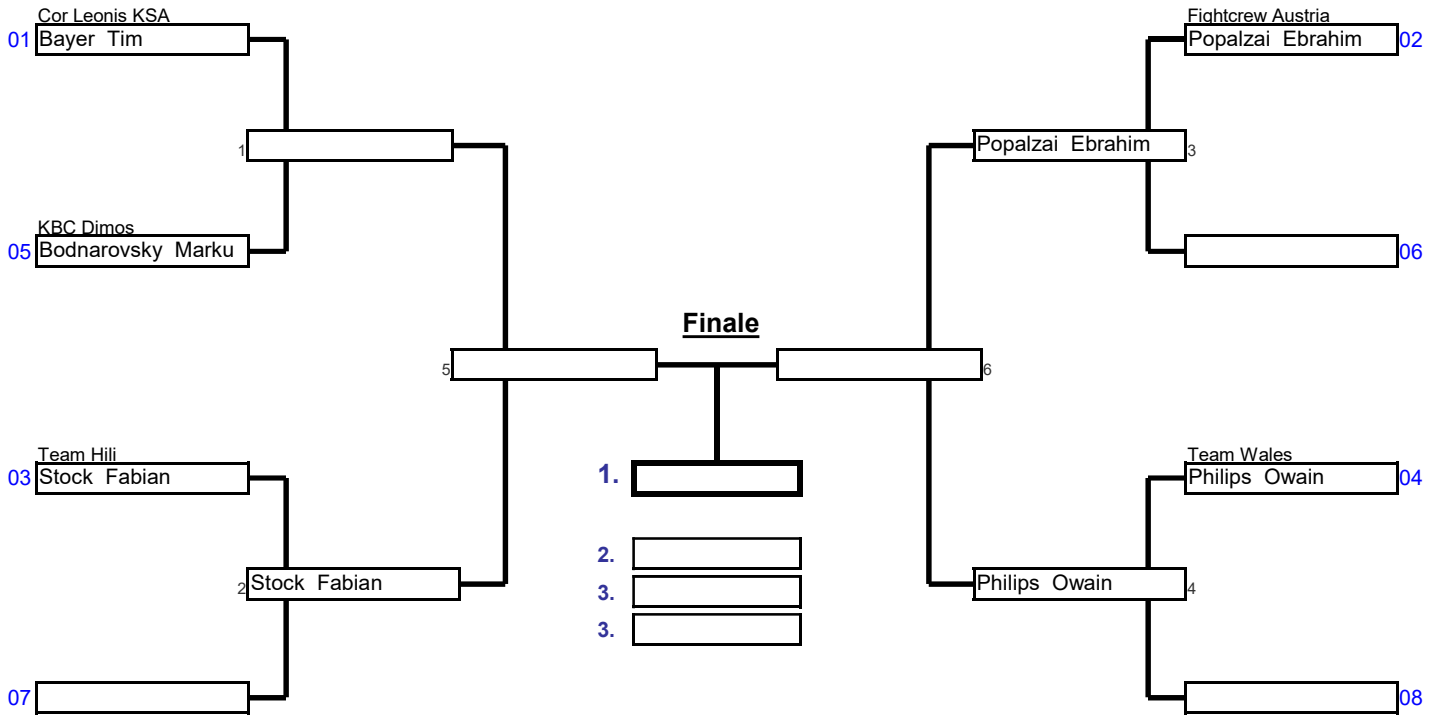 Cor Leonis KSA
01 Bayer Tim
1
KBC Dimos
05 Bodnarovsky Marku
Fightcrew Austria
Popalzai Ebrahim 02
Popalzai Ebrahim 3
06
Finale
5
6
Team Hili
03 Stock Fabian
2 Stock Fabian
07
1.
2.
3.
3.
Team Wales
Philips Owain 04
Philips Owain 4
08